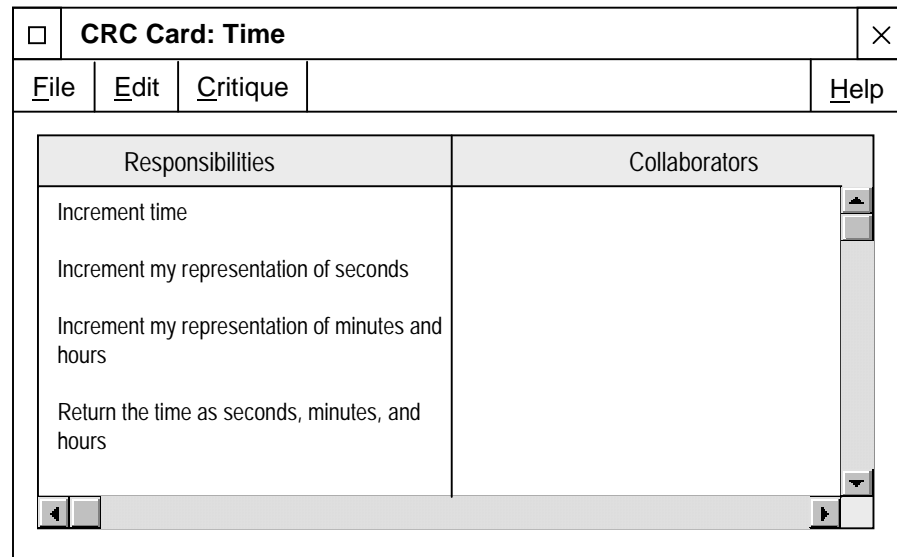 CRC Card: Time
File Edit Critique Help
Responsibilities Collaborators
Increment time
Increment my representation of seconds
Increment my representation of minutes and
hours
Return the time as seconds, minutes, and
hours